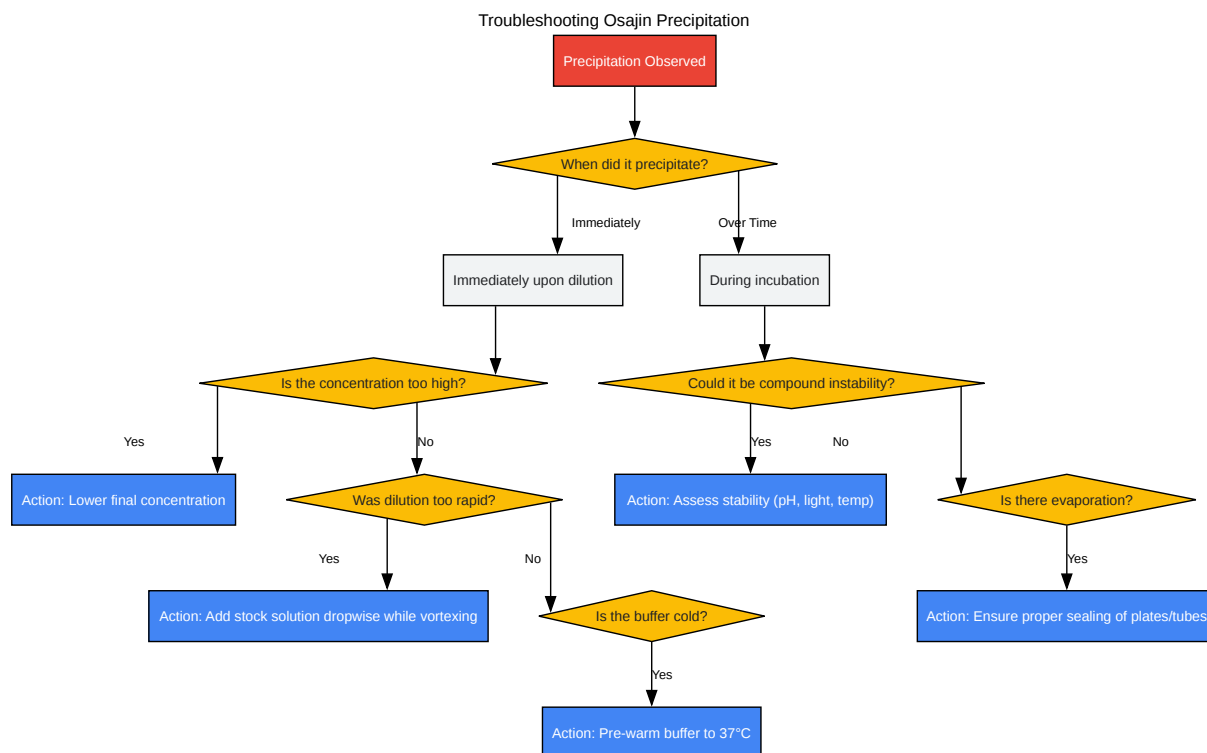 Troubleshooting Osajin Precipitation
Precipitation Observed
When did it precipitate?
Immediately
Over Time
Immediately upon dilution
During incubation
Is the concentration too high?
Could it be compound instability?
Yes
No
Yes
No
Action: Lower final concentration
Was dilution too rapid?
Action: Assess stability (pH, light, temp)
Is there evaporation?
Yes
No
Yes
Action: Add stock solution dropwise while vortexing
Is the buffer cold?
Action: Ensure proper sealing of plates/tubes
Yes
Action: Pre-warm buffer to 37°C